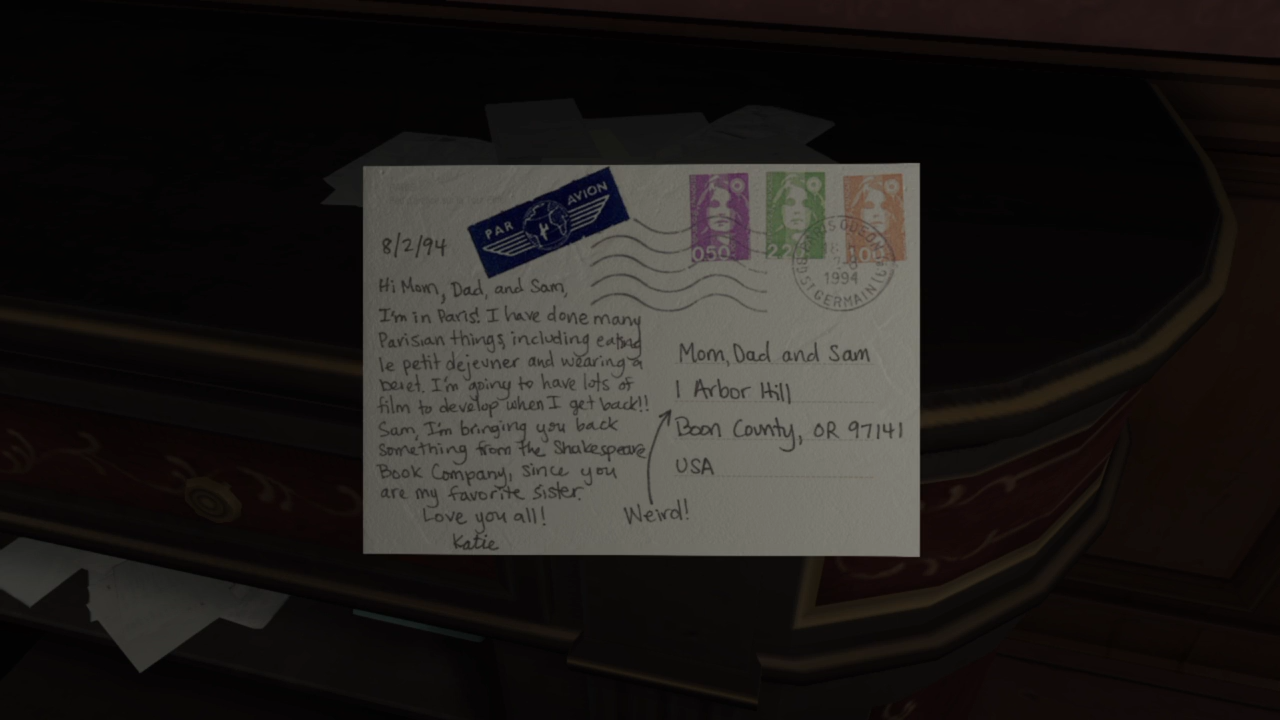 PAR AVION
0.50
2.2
1.00
1994
ST GERMAIN
8/2/94
Hi Mom, Dad, and Sam,
I'm in Paris! I have done many
Parisian things, including eating
le petit dejeuner and wearing a
beret. I'm going to have lots of
film to develop when I get back!!
Sam, I'm bringing you back
something from the Shakespeare
Book Company, since you
are my favorite sister.
Love you all!
Katie
Mom, Dad and Sam
1 Arbor Hill
Boon County, OR 97141
USA
Weird!